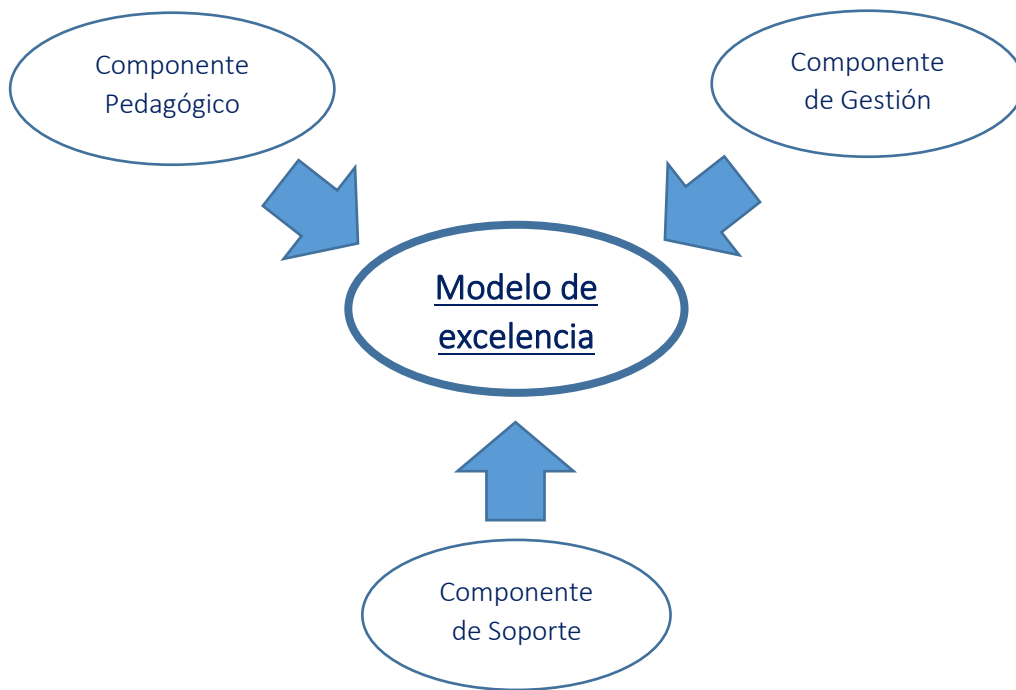 Componente
Pedagógico
Componente
de Gestión
Modelo de
excelencia
Componente
de Soporte